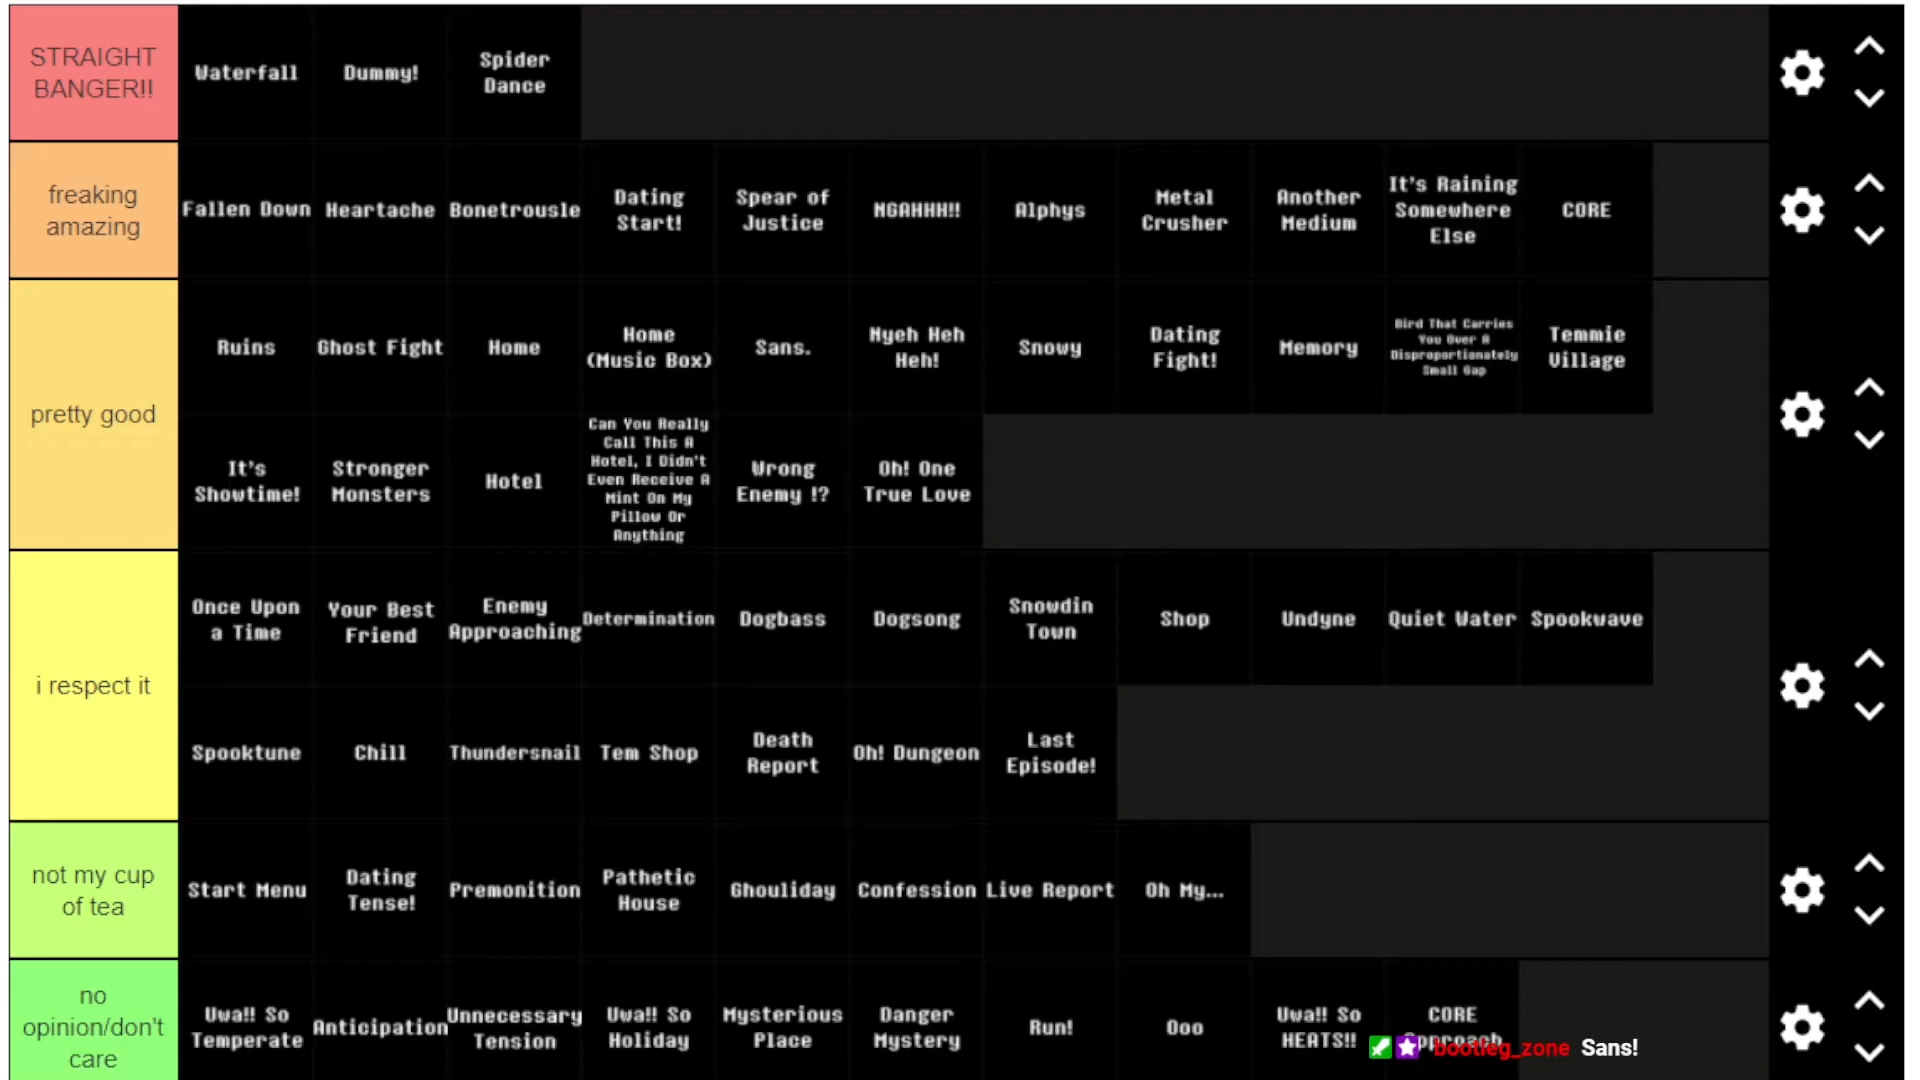 STRAIGHT
BANGER!!
Waterfall
Dummy!
Spider
Dance
freaking
amazing
Fallen Down
Heartache
Bonetrousle
Dating
Start!
Spear of
Justice
NGAHHH!!
Alphys
Metal
Crusher
Another
Medium
It's Raining
Somewhere
Else
CORE
pretty good
Ruins
Ghost Fight
Home
Home
(Music Box)
Sans.
Nyeh Heh
Heh!
Snowy
Dating
Fight!
Memory
Bird That Carries
You Over A
Disproportionately
Small Gap
Temmie
Village
It's
Showtime!
Stronger
Monsters
Hotel
Can You Really
Call This A
Hotel, I Didn't
Even Receive A
Mint On My
Pillow Or
Anything
Wrong
Enemy !?
Oh! One
True Love
i respect it
Once Upon
a Time
Your Best
Friend
Enemy
Approaching
Determination
Dogbass
Dogsong
Snowdin
Town
Shop
Undyne
Quiet Water
Spookwave
Spooktune
Chill
Thundersnail
Tem Shop
Death
Report
Oh! Dungeon
Last
Episode!
not my cup
of tea
Start Menu
Dating
Tense!
Premonition
Pathetic
House
Ghouliday
Confession
Live Report
Oh My...
no
opinion/don't
care
Uwa!! So
Temperate
Anticipation
Unnecessary
Tension
Uwa!! So
Holiday
Mysterious
Place
Danger
Mystery
Run!
Ooo
Uwa!! So
HEATS!!
CORE
Approach
bootleg_zone Sans!